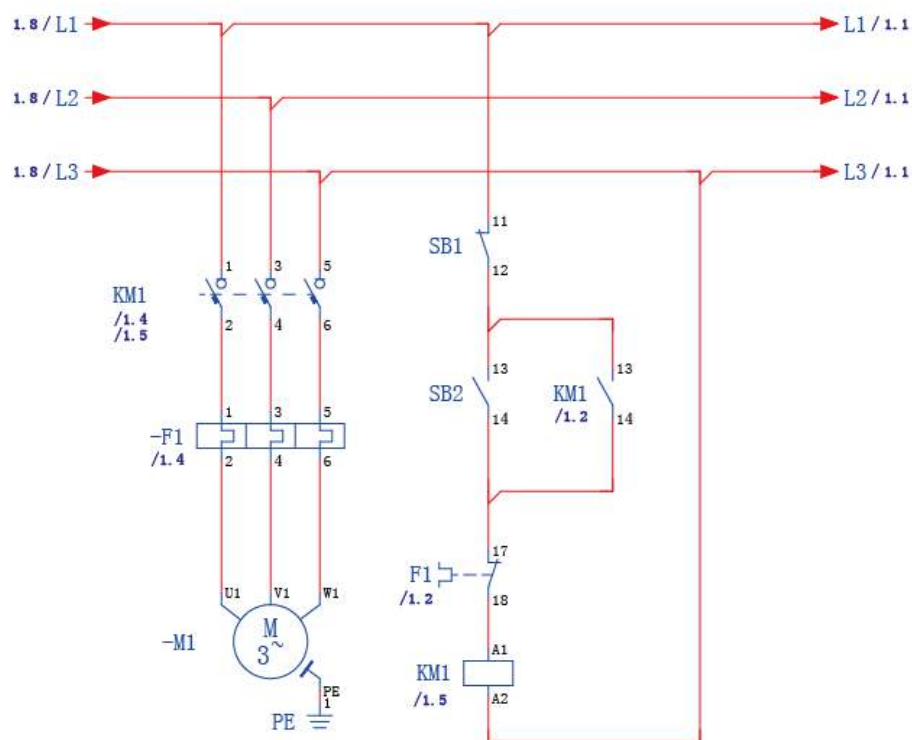 1.8/L1
L1/1.1
1.8/L2
L2/1.1
1.8/L3
L3/1.1
11
SB1
12
1 3 5
KM1
/1.4
/1.5
2 4 6
13 13
SB2 KM1
/1.2
14 14
1 3 5
-F1
/1.4
2 4 6
17
F1
/1.2
18
U1 V1 W1
M
3~
-M1
A1
KM1
/1.5
A2
PE
1
PE